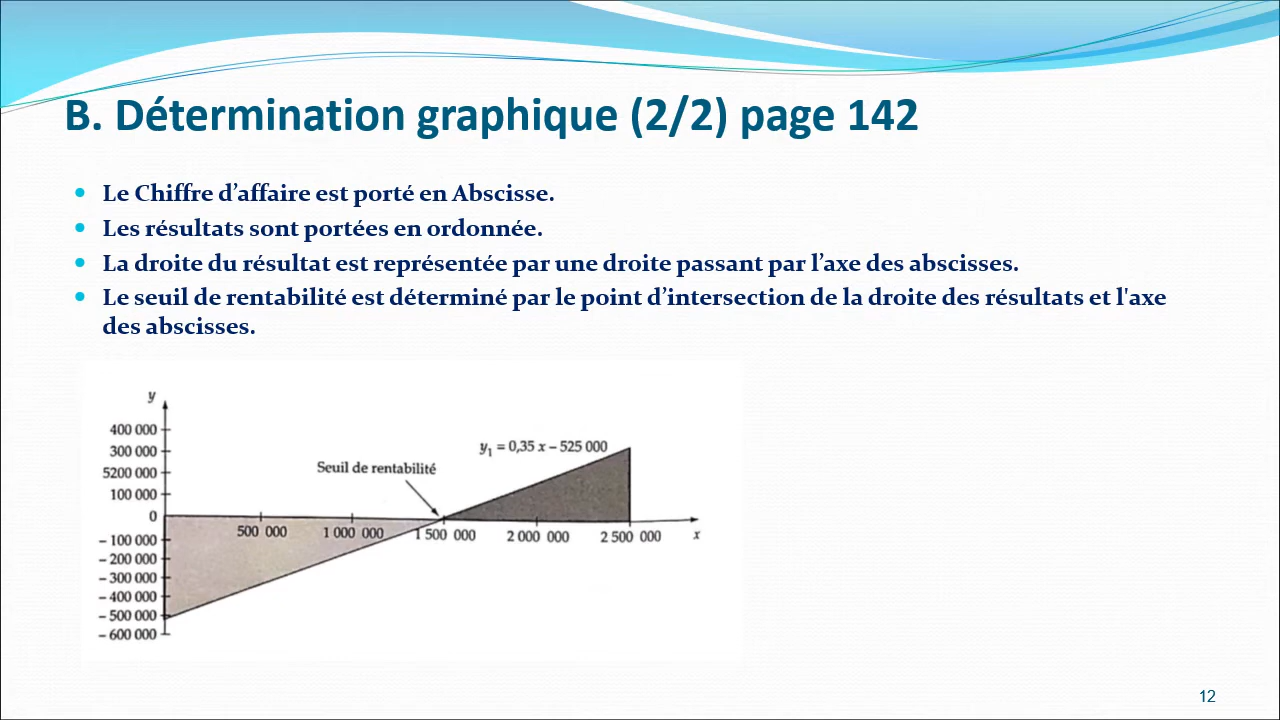 B. Détermination graphique (2/2) page 142
Le Chiffre d’affaire est porté en Abscisse.
Les résultats sont portées en ordonnée.
La droite du résultat est représentée par une droite passant par l’axe des abscisses.
Le seuil de rentabilité est déterminé par le point d’intersection de la droite des résultats et l'axe
des abscisses.
y
400 000
300 000
5200 000
100 000
0
– 100 000
– 200 000
– 300 000
– 400 000
– 500 000
– 600 000
Seuil de rentabilité
y₁ = 0,35 x – 525 000
500 000 1 000 000 1 500 000 2 000 000 2 500 000 x
12